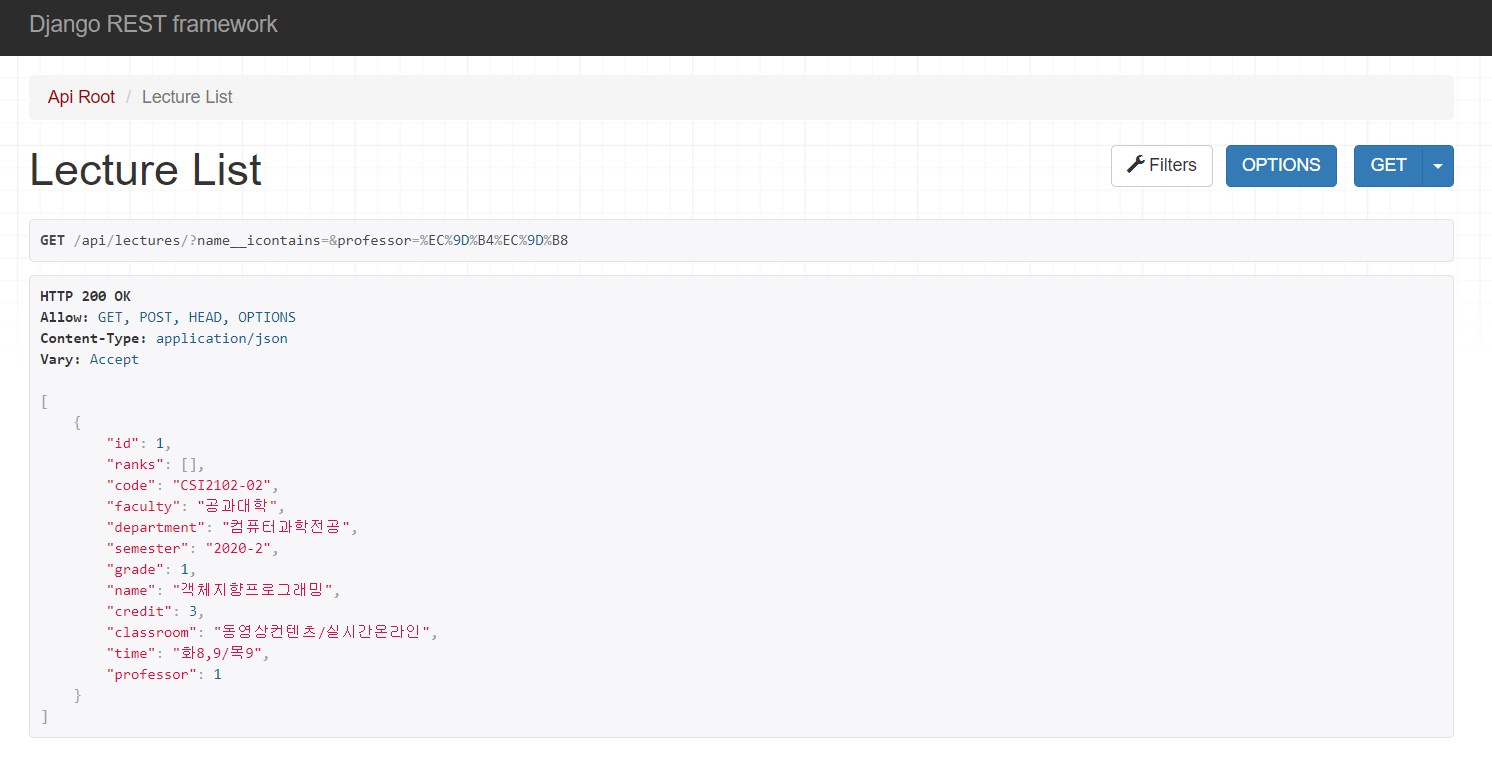 Django REST framework
Api Root / Lecture List
Lecture List
Filters
OPTIONS
GET
GET /api/lectures/?name__icontains=&professor=%EC%9D%B4%EC%9D%B8
HTTP 200 OK
Allow: GET, POST, HEAD, OPTIONS
Content-Type: application/json
Vary: Accept
[
    {
        "id": 1,
        "ranks": [],
        "code": "CSI2102-02",
        "faculty": "공과대학",
        "department": "컴퓨터과학전공",
        "semester": "2020-2",
        "grade": 1,
        "name": "객체지향프로그래밍",
        "credit": 3,
        "classroom": "동영상컨텐츠/실시간온라인",
        "time": "화8,9/목9",
        "professor": 1
    }
]